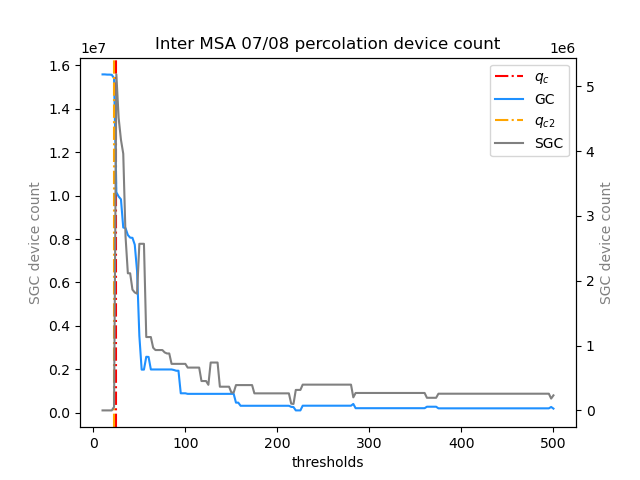 Inter MSA 07/08 percolation device count
1e7
1e6
1.6
1.4
1.2
1.0
0.8
0.6
0.4
0.2
0.0
SGC device count
5
4
3
2
1
0
SGC device count
q_c
GC
q_c2
SGC
0 100 200 300 400 500
thresholds